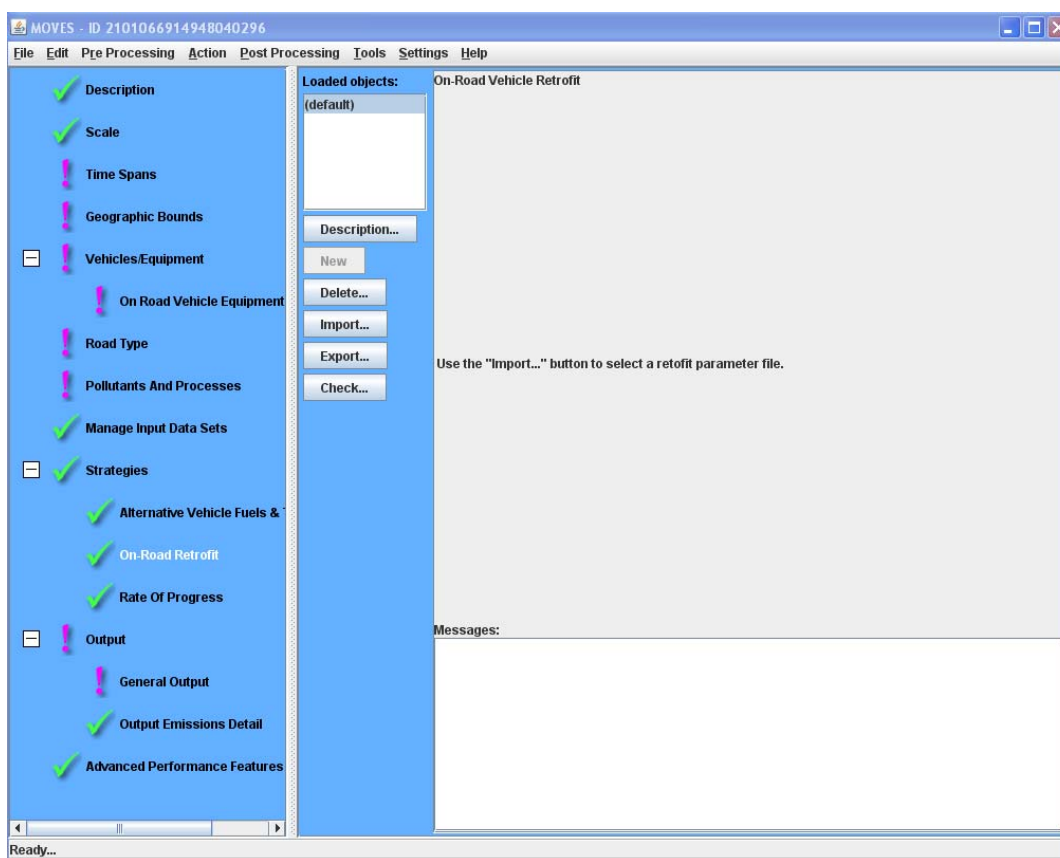 MOVES - ID 2101066914948040296
File Edit Pre Processing Action Post Processing Tools Settings Help
Description
Scale
Time Spans
Geographic Bounds
Vehicles/Equipment
On Road Vehicle Equipment
Road Type
Pollutants And Processes
Manage Input Data Sets
Strategies
Alternative Vehicle Fuels &
On-Road Retrofit
Rate Of Progress
Output
General Output
Output Emissions Detail
Advanced Performance Features
Loaded objects:
(default)
Description...
New
Delete...
Import...
Export...
Check...
On-Road Vehicle Retrofit
Use the "Import..." button to select a retofit parameter file.
Messages:
Ready...